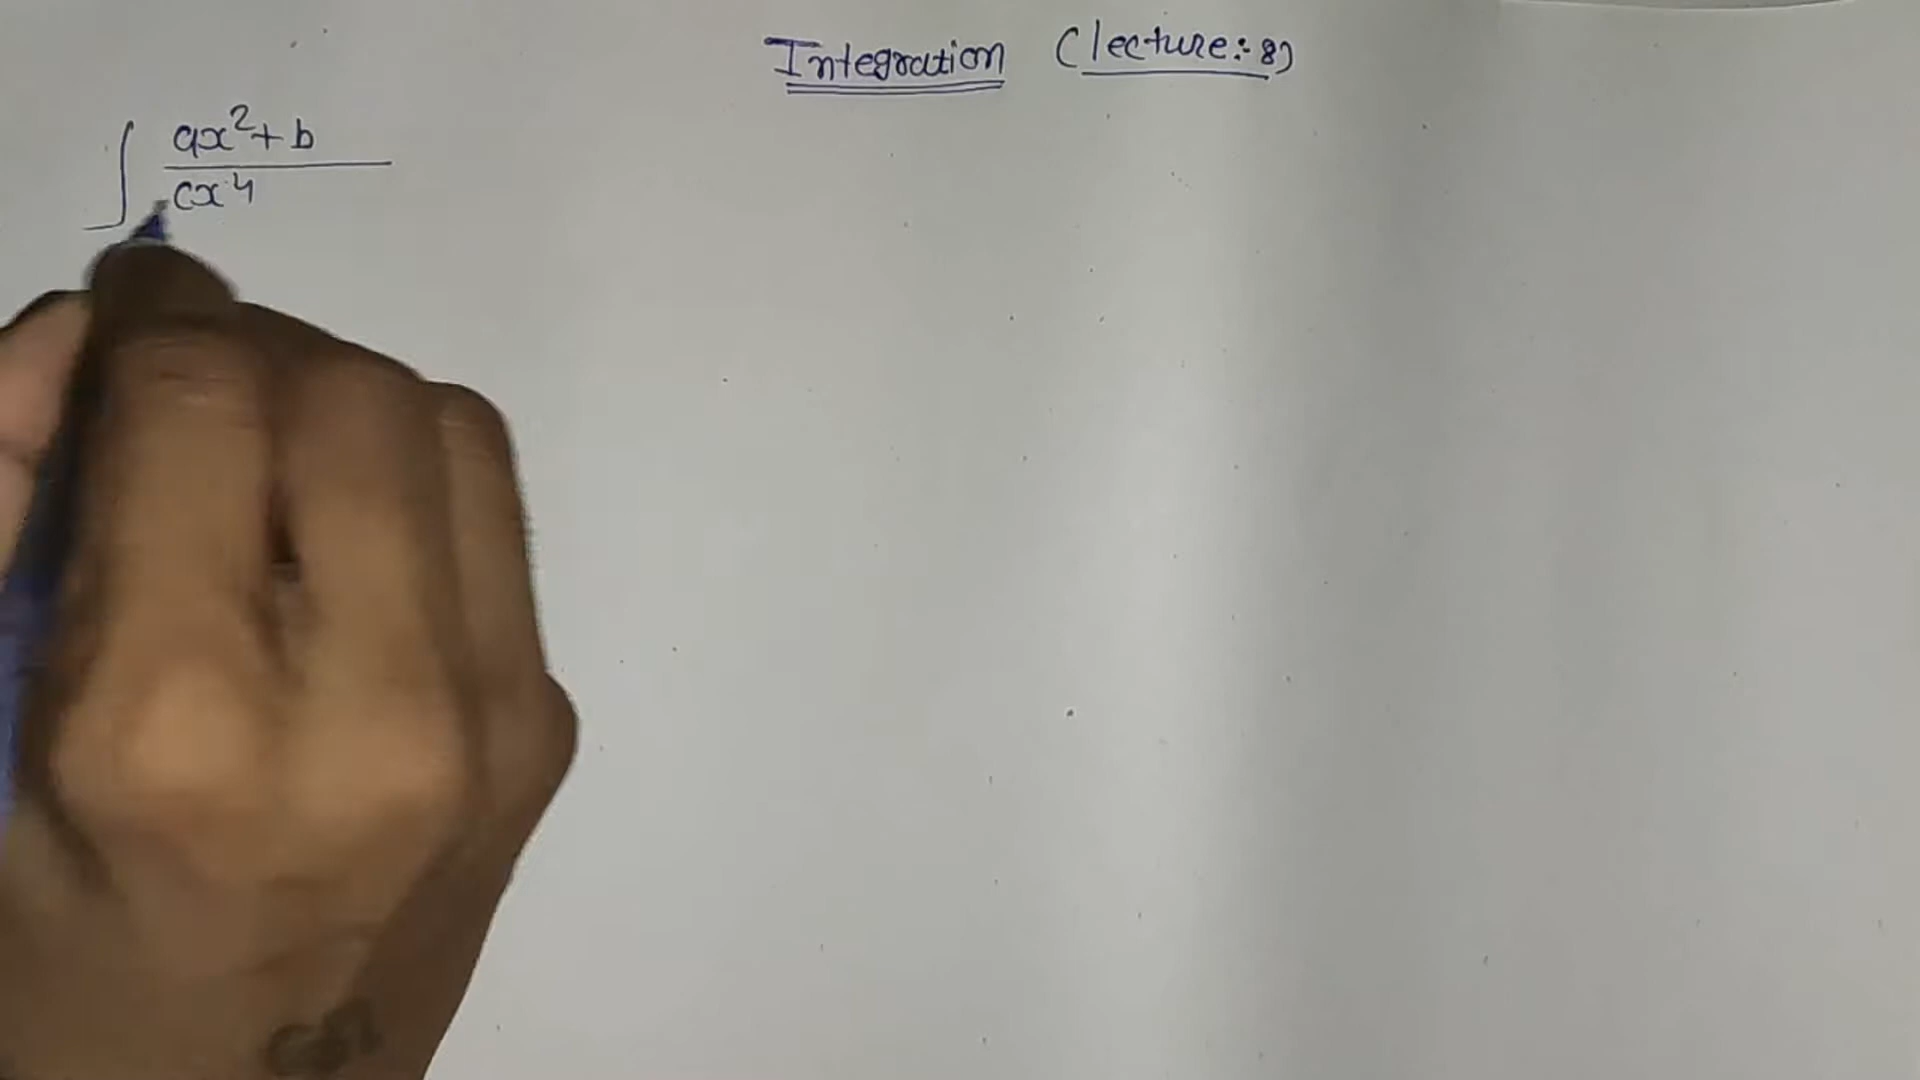 Integration (lecture:-8)
∫ ax²+b
cx⁴